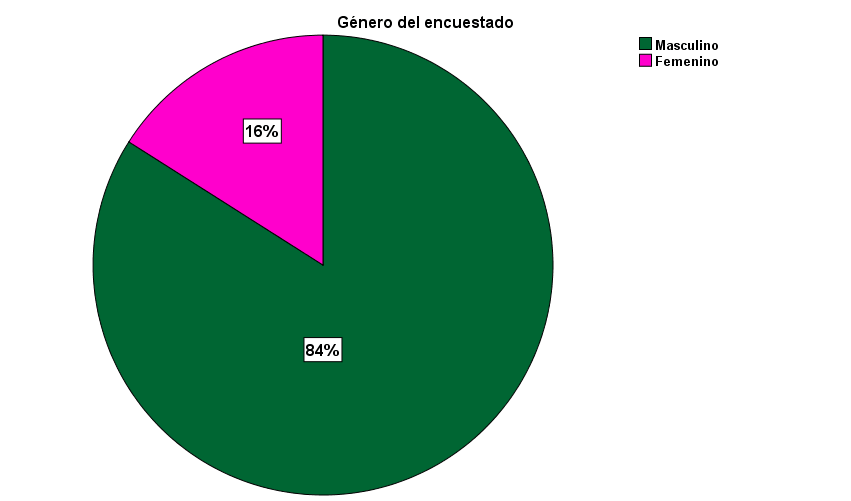 Género del encuestado
Masculino
Femenino
16%
84%